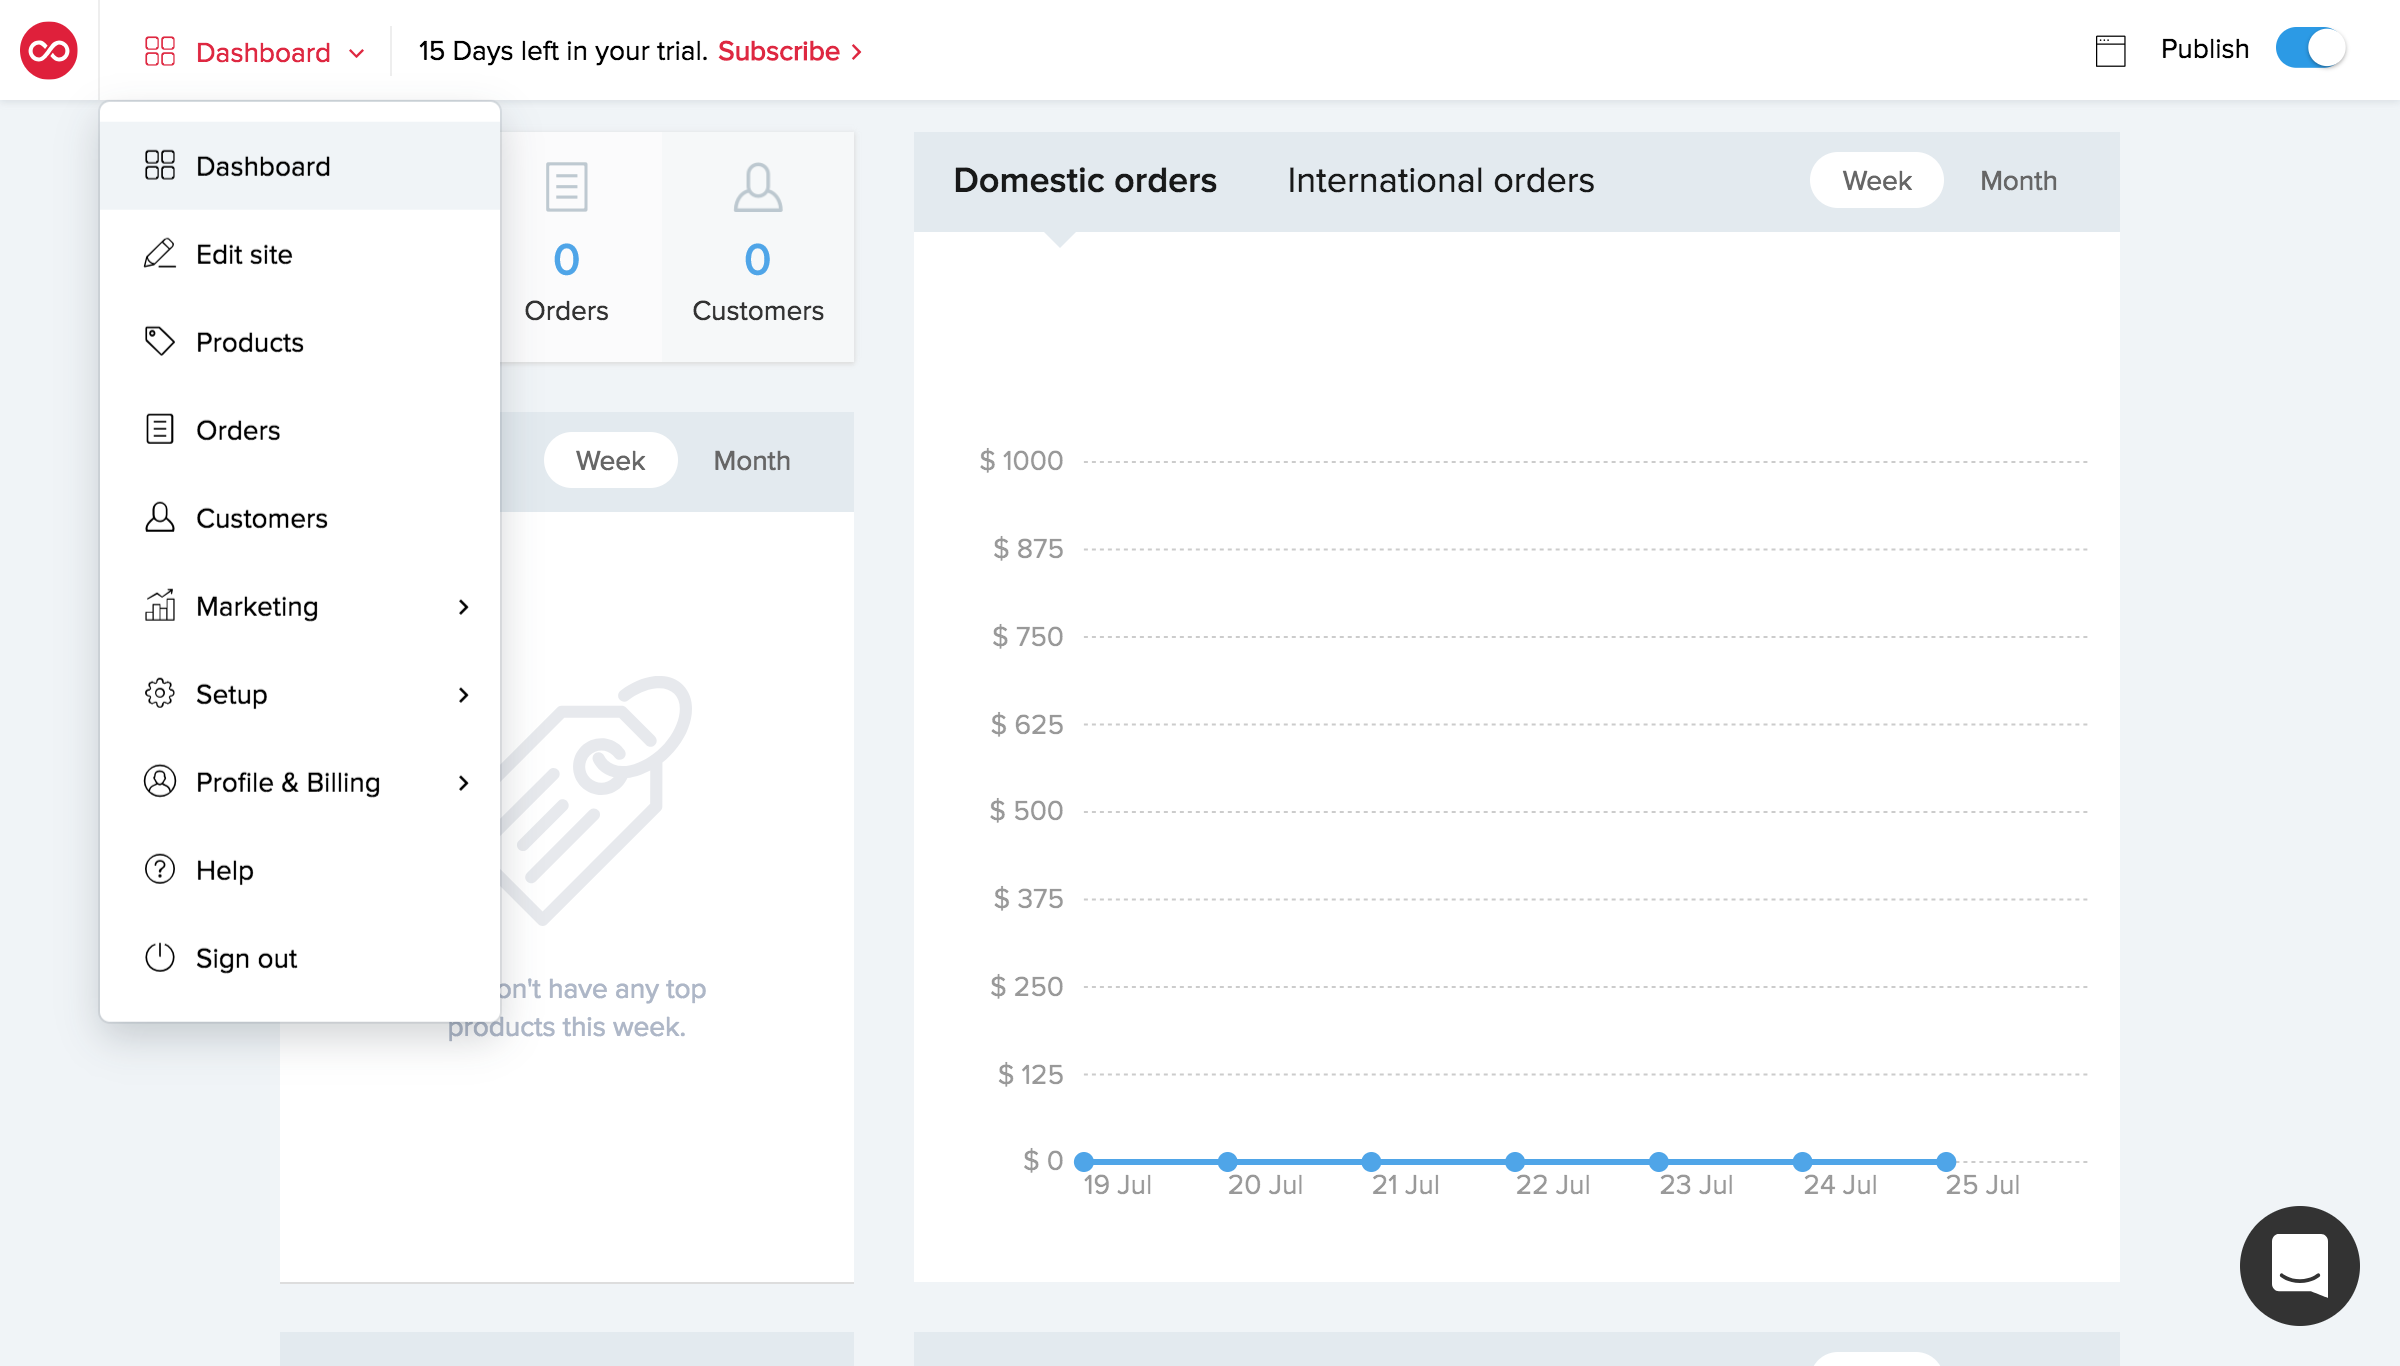 Dashboard
15 Days left in your trial. Subscribe
Publish
Dashboard
Edit site
Products
Orders
Customers
Marketing
Setup
Profile & Billing
Help
Sign out
0
Orders
0
Customers
Week
Month
have any top
products this week.
Domestic orders
International orders
Week
Month
$ 1000
$ 875
$ 750
$ 625
$ 500
$ 375
$ 250
$ 125
$ 0
19 Jul
20 Jul
21 Jul
22 Jul
23 Jul
24 Jul
25 Jul